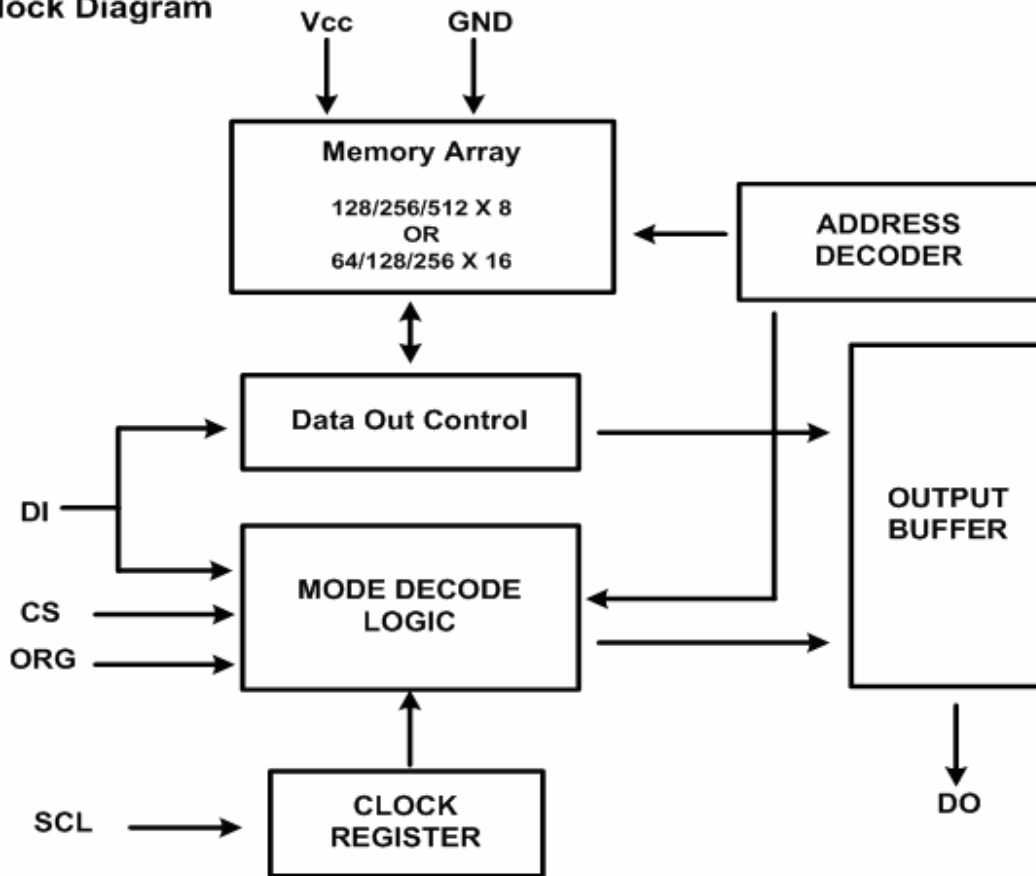 lock Diagram
Vcc
GND
Memory Array
128/256/512 X 8
OR
64/128/256 X 16
ADDRESS
DECODER
Data Out Control
DI
OUTPUT
BUFFER
MODE DECODE
LOGIC
CS
ORG
CLOCK
REGISTER
SCL
DO